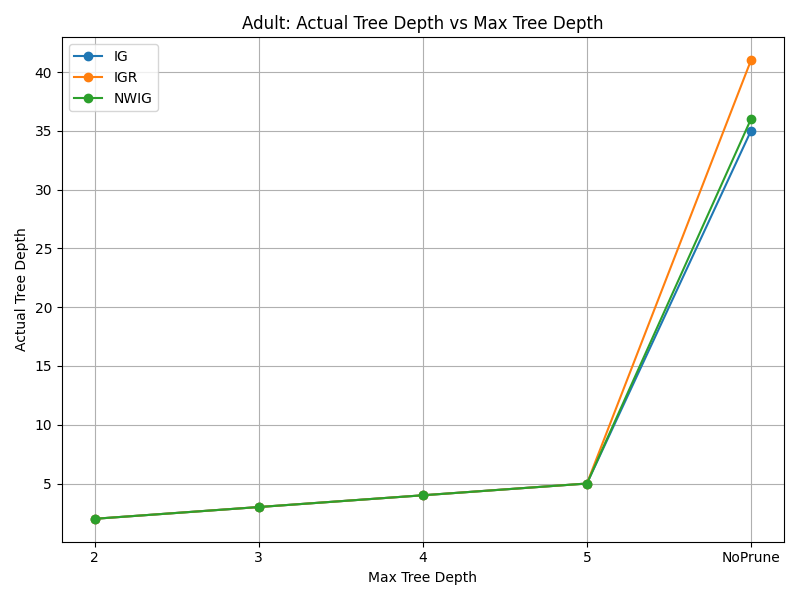 Adult: Actual Tree Depth vs Max Tree Depth
IG
IGR
NWIG
Actual Tree Depth
40
35
30
25
20
15
10
5
2 3 4 5 NoPrune
Max Tree Depth